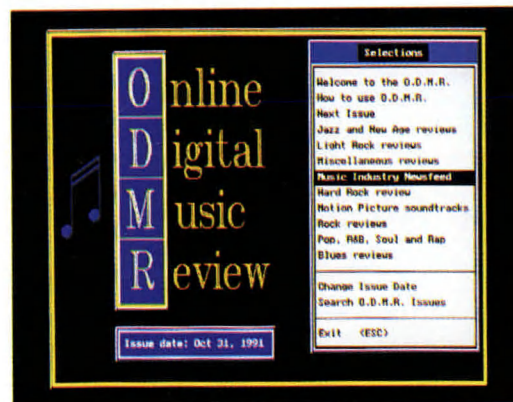 Online
Digital
Music
Review
Issue date: Oct 31, 1991
Selections
Welcome to the O.D.M.R.
How to use O.D.M.R.
Next Issue
Jazz and New Age reviews
Light Rock reviews
Miscellaneous reviews
Music Industry Newsfeed
Hard Rock review
Motion Picture soundtracks
Rock reviews
Pop, R&B, Soul and Rap
Blues reviews
Change Issue Date
Search O.D.M.R. Issues
Exit <ESC>